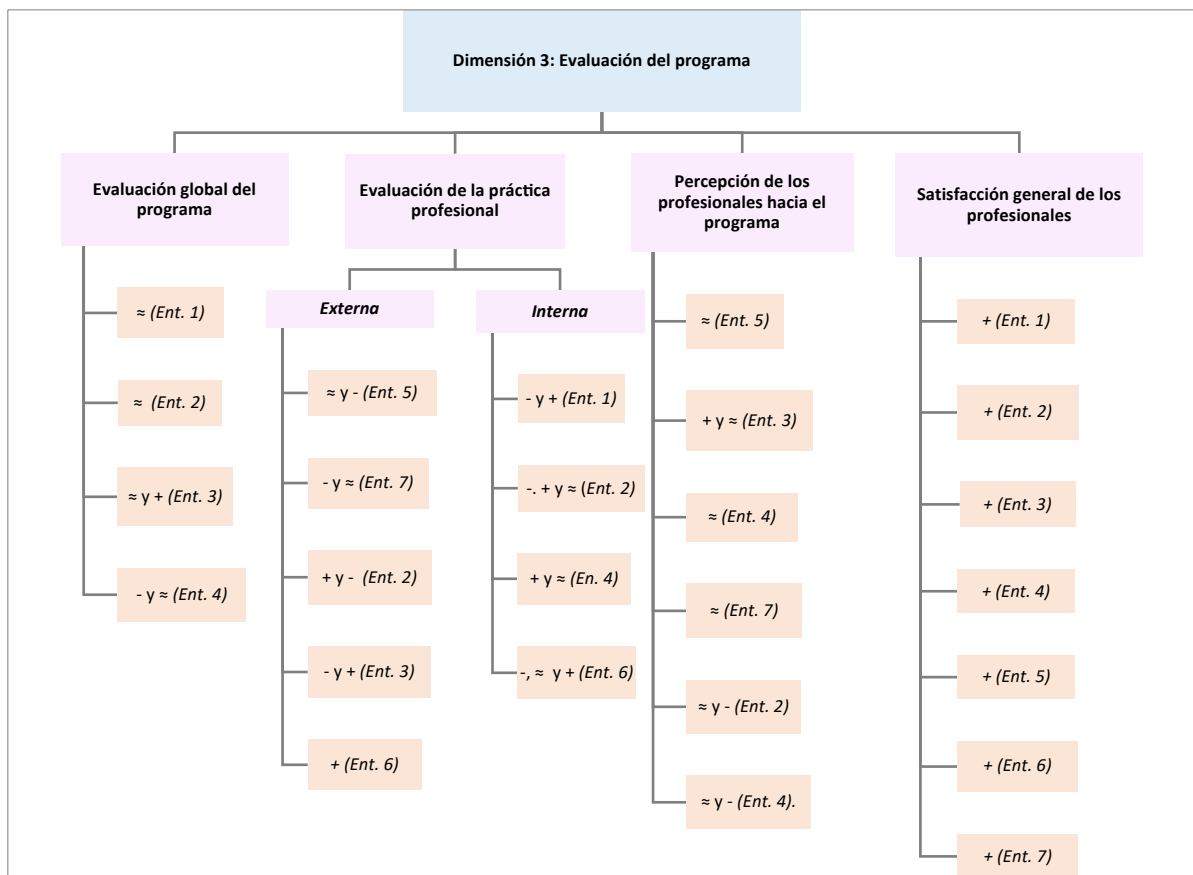 Dimensión 3: Evaluación del programa
Evaluación global del
programa
≈ (Ent. 1)
≈ (Ent. 2)
≈ y + (Ent. 3)
- y ≈ (Ent. 4)
Evaluación de la práctica
profesional
Externa
≈ y - (Ent. 5)
- y ≈ (Ent. 7)
+ y - (Ent. 2)
- y + (Ent. 3)
+ (Ent. 6)
Interna
- y + (Ent. 1)
-. + y ≈ (Ent. 2)
+ y ≈ (En. 4)
-, ≈ y + (Ent. 6)
Percepción de los
profesionales hacia el
programa
≈ (Ent. 5)
+ y ≈ (Ent. 3)
≈ (Ent. 4)
≈ (Ent. 7)
≈ y - (Ent. 2)
≈ y - (Ent. 4).
Satisfacción general de los
profesionales
+ (Ent. 1)
+ (Ent. 2)
+ (Ent. 3)
+ (Ent. 4)
+ (Ent. 5)
+ (Ent. 6)
+ (Ent. 7)